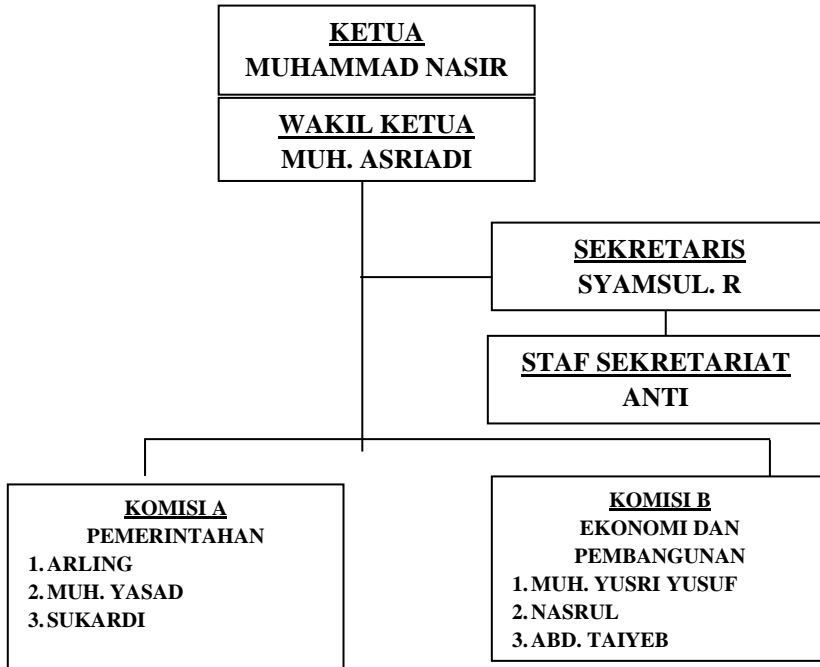 KETUA
MUHAMMAD NASIR
WAKIL KETUA
MUH. ASRIADI
SEKRETARIS
SYAMSUL. R
STAF SEKRETARIAT
ANTI
KOMISI A
PEMERINTAHAN
1. ARLING
2. MUH. YASAD
3. SUKARDI
KOMISI B
EKONOMI DAN
PEMBANGUNAN
1. MUH. YUSRI YUSUF
2. NASRUL
3. ABD. TAIYEB